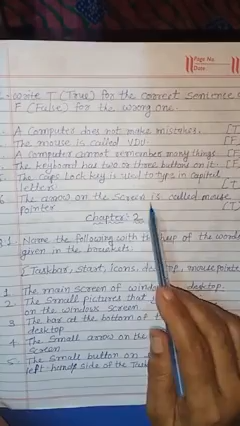 Page No
Date
Write T (True) for the correct sentence
F (False) for the wrong one.
A Computer does not make mistakes. [T
The mouse is called VDU. [F
A Computer cannot remember many things [F
The keyboard has two or three buttons on it. [F
The Caps Lock key is used to type in capital
letters [T
The arrow on the screen is called mouse
Pointer [T
Chapter: 2
Name the following with the help of the words
given in the brackets.
[Taskbar, Start, Icons, desktop, mouse pointe
1 The main screen of windows desktop.
2. The Small pictures that
on the windows screen
3 The bar at the bottom of
desktop
4 The Small arrow on the
Screen
5 The Small button on
left hand side of the Task